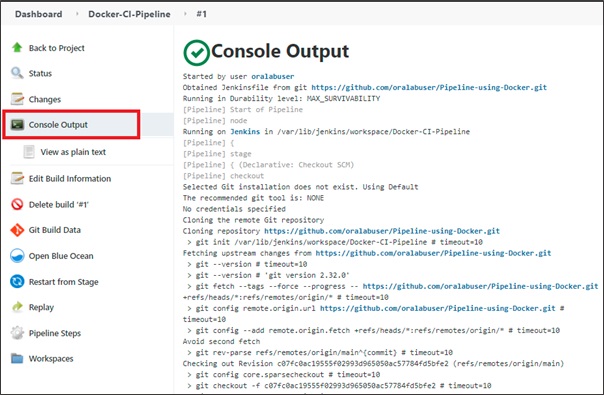 Dashboard > Docker-CI-Pipeline > #1
Back to Project
Status
Changes
Console Output
View as plain text
Edit Build Information
Delete build '#1'
Git Build Data
Open Blue Ocean
Restart from Stage
Replay
Pipeline Steps
Workspaces
Console Output
Started by user oralabuser
Obtained Jenkinsfile from git https://github.com/oralabuser/Pipeline-using-Docker.git
Running in Durability level: MAX_SURVIVABILITY
[Pipeline] Start of Pipeline
[Pipeline] node
Running on Jenkins in /var/lib/jenkins/workspace/Docker-CI-Pipeline
[Pipeline] {
[Pipeline] stage
[Pipeline] { (Declarative: Checkout SCM)
[Pipeline] checkout
Selected Git installation does not exist. Using Default
The recommended git tool is: NONE
No credentials specified
Cloning the remote Git repository
Cloning repository https://github.com/oralabuser/Pipeline-using-Docker.git
> git init /var/lib/jenkins/workspace/Docker-CI-Pipeline # timeout=10
Fetching upstream changes from https://github.com/oralabuser/Pipeline-using-Docker.git
> git --version # timeout=10
> git --version # 'git version 2.32.0'
> git fetch --tags --force --progress -- https://github.com/oralabuser/Pipeline-using-Docker.git
+refs/heads/*:refs/remotes/origin/* # timeout=10
> git config remote.origin.url https://github.com/oralabuser/Pipeline-using-Docker.git #
timeout=10
> git config --add remote.origin.fetch +refs/heads/*:refs/remotes/origin/* # timeout=10
Avoid second fetch
> git rev-parse refs/remotes/origin/main^{commit} # timeout=10
Checking out Revision c07fc0ac19555f02993d965050ac57784fd5bfe2 (refs/remotes/origin/main)
> git config core.sparsecheckout # timeout=10
> git checkout -f c07fc0ac19555f02993d965050ac57784fd5bfe2 # timeout=10